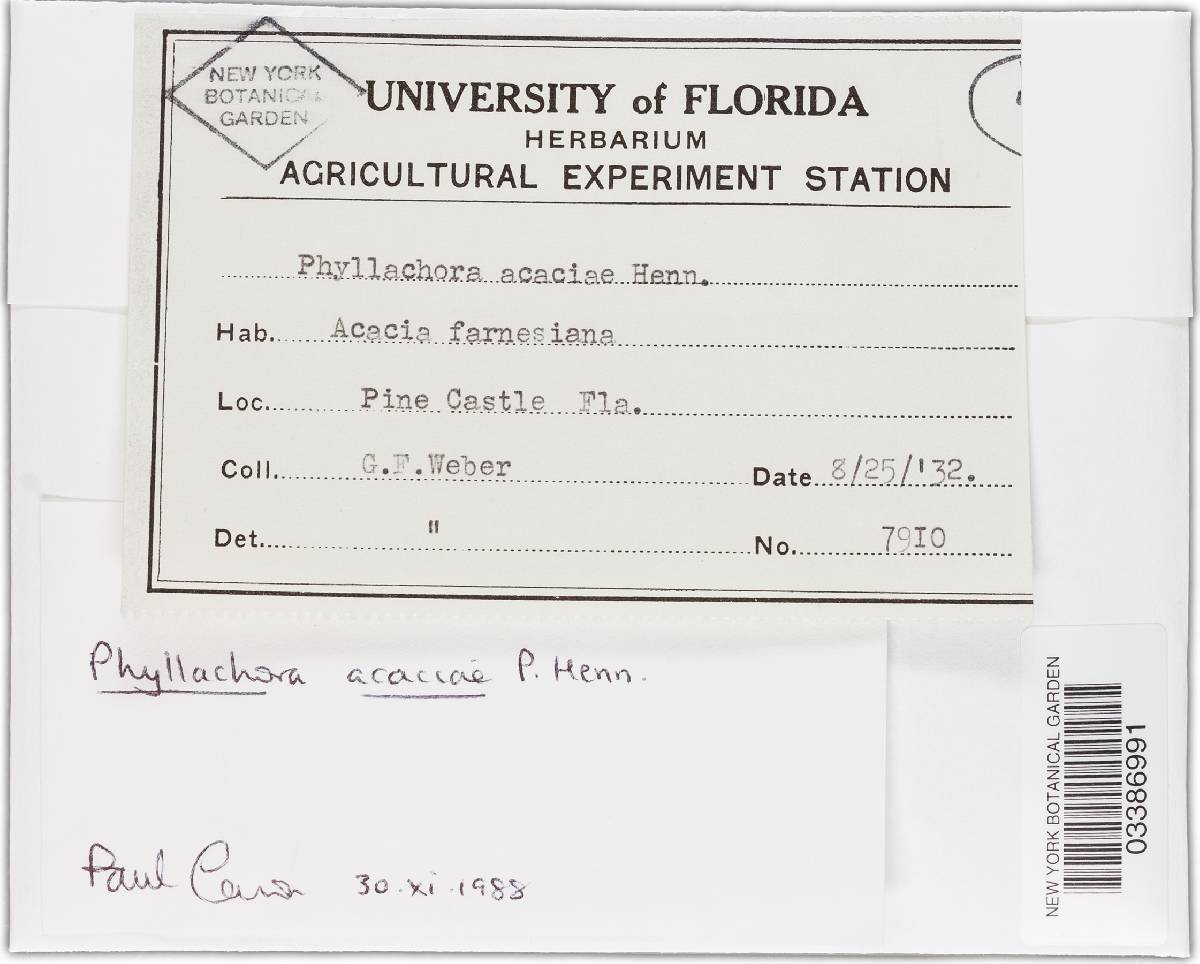 NEW YORK
BOTANICAL
GARDEN
UNIVERSITY of FLORIDA
HERBARIUM
AGRICULTURAL EXPERIMENT STATION
Phyllachora acaciae Henn.
Hab. Acacia farnesiana
Loc. Pine Castle Fla.
Coll. G.F.Weber Date 8/25/'32.
Det. " No. 79I0
Phyllachora acaciae P. Henn.
Paul 30.xi.1988
NEW YORK BOTANICAL GARDEN
03386991